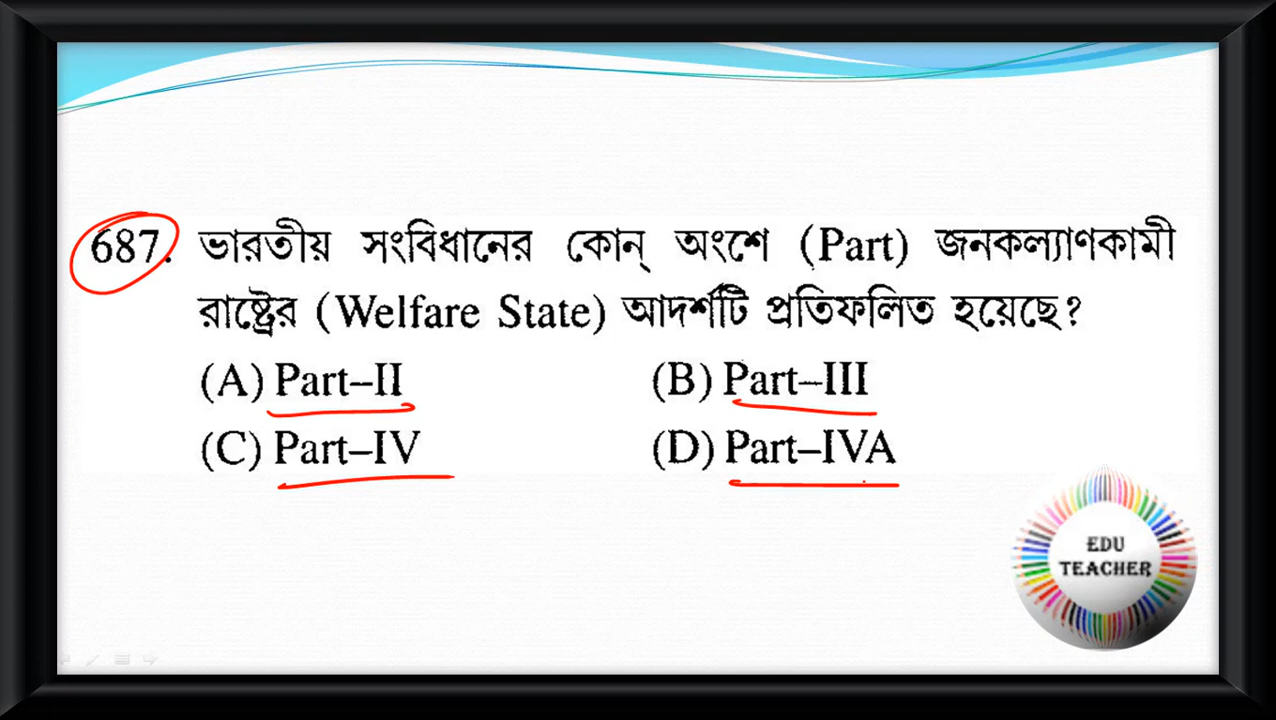 687. ভারতীয় সংবিধানের কোন্ অংশে (Part) জনকল্যাণকামী
রাষ্ট্রের (Welfare State) আদর্শটি প্রতিফলিত হয়েছে?
(A) Part–II (B) Part–III
(C) Part–IV (D) Part–IVA
EDU
TEACHER